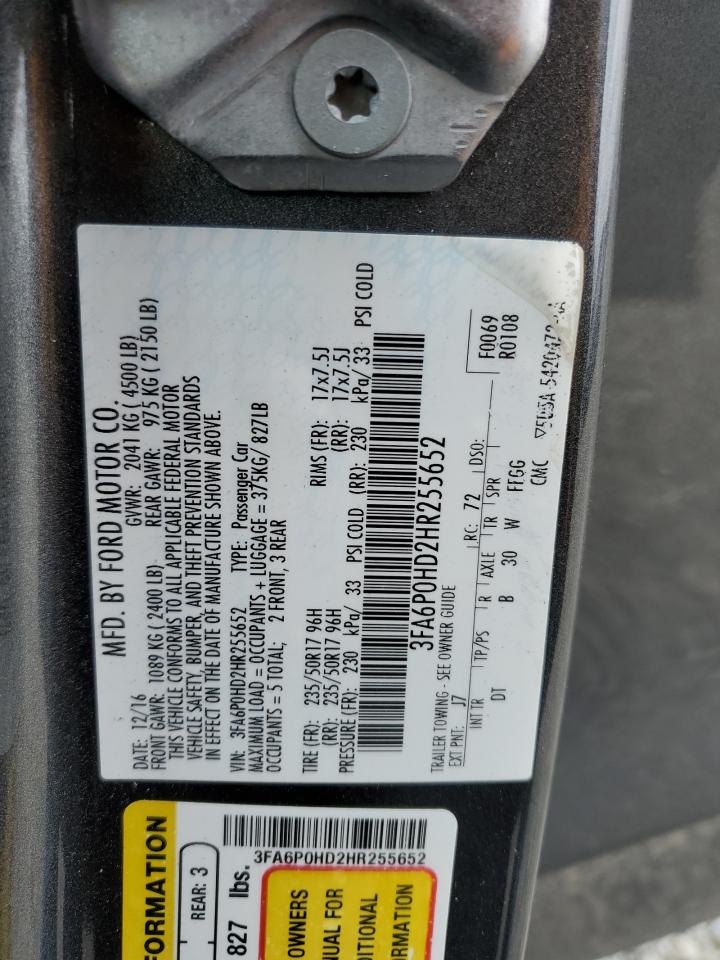 MFD. BY FORD MOTOR CO.
DATE: 12/16 GVWR: 2041 KG ( 4500 LB)
FRONT GAWR: 1089 KG ( 2400 LB) REAR GAWR: 975 KG ( 2150 LB)
THIS VEHICLE CONFORMS TO ALL APPLICABLE FEDERAL MOTOR
VEHICLE SAFETY, BUMPER, AND THEFT PREVENTION STANDARDS
IN EFFECT ON THE DATE OF MANUFACTURE SHOWN ABOVE.
VIN: 3FA6P0HD2HR255652 TYPE: Passenger Car
MAXIMUM LOAD = OCCUPANTS + LUGGAGE = 375KG/ 827LB
OCCUPANTS = 5 TOTAL; 2 FRONT, 3 REAR
TIRE (FR): 235/50R17 96H RIMS (FR): 17x7.5J
(RR): 235/50R17 96H (RR): 17x7.5J
PRESSURE (FR): 230 kPa/ 33 PSI COLD (RR): 230 kPa/ 33 PSI COLD
3FA6P0HD2HR255652
TRAILER TOWING - SEE OWNER GUIDE
F0069
R0108
EXT PNT: J7 RC: 72 DSO:
INT TR TP/PS R AXLE TR SPR
DT B 30 W FFGG
CMC
3FA6P0HD2HR255652
FORMATION
REAR: 3
827 lbs.
OWNERS
NUAL FOR
DITIONAL
ORMATION